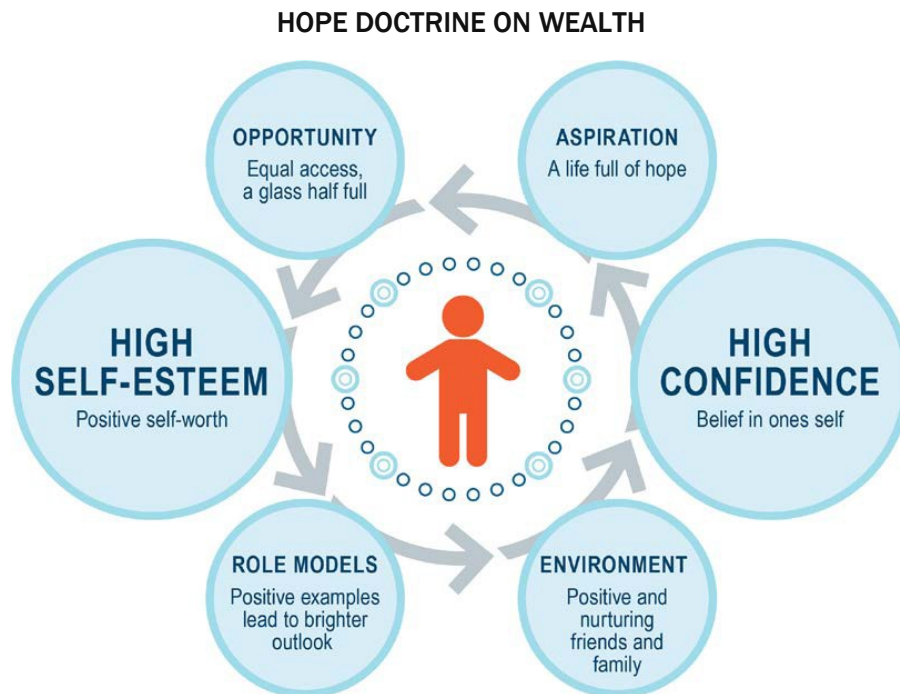 HOPE DOCTRINE ON WEALTH
OPPORTUNITY
Equal access,
a glass half full
ASPIRATION
A life full of hope
HIGH
SELF-ESTEEM
Positive self-worth
HIGH
CONFIDENCE
Belief in ones self
ROLE MODELS
Positive examples
lead to brighter
outlook
ENVIRONMENT
Positive and
nurturing
friends and
family